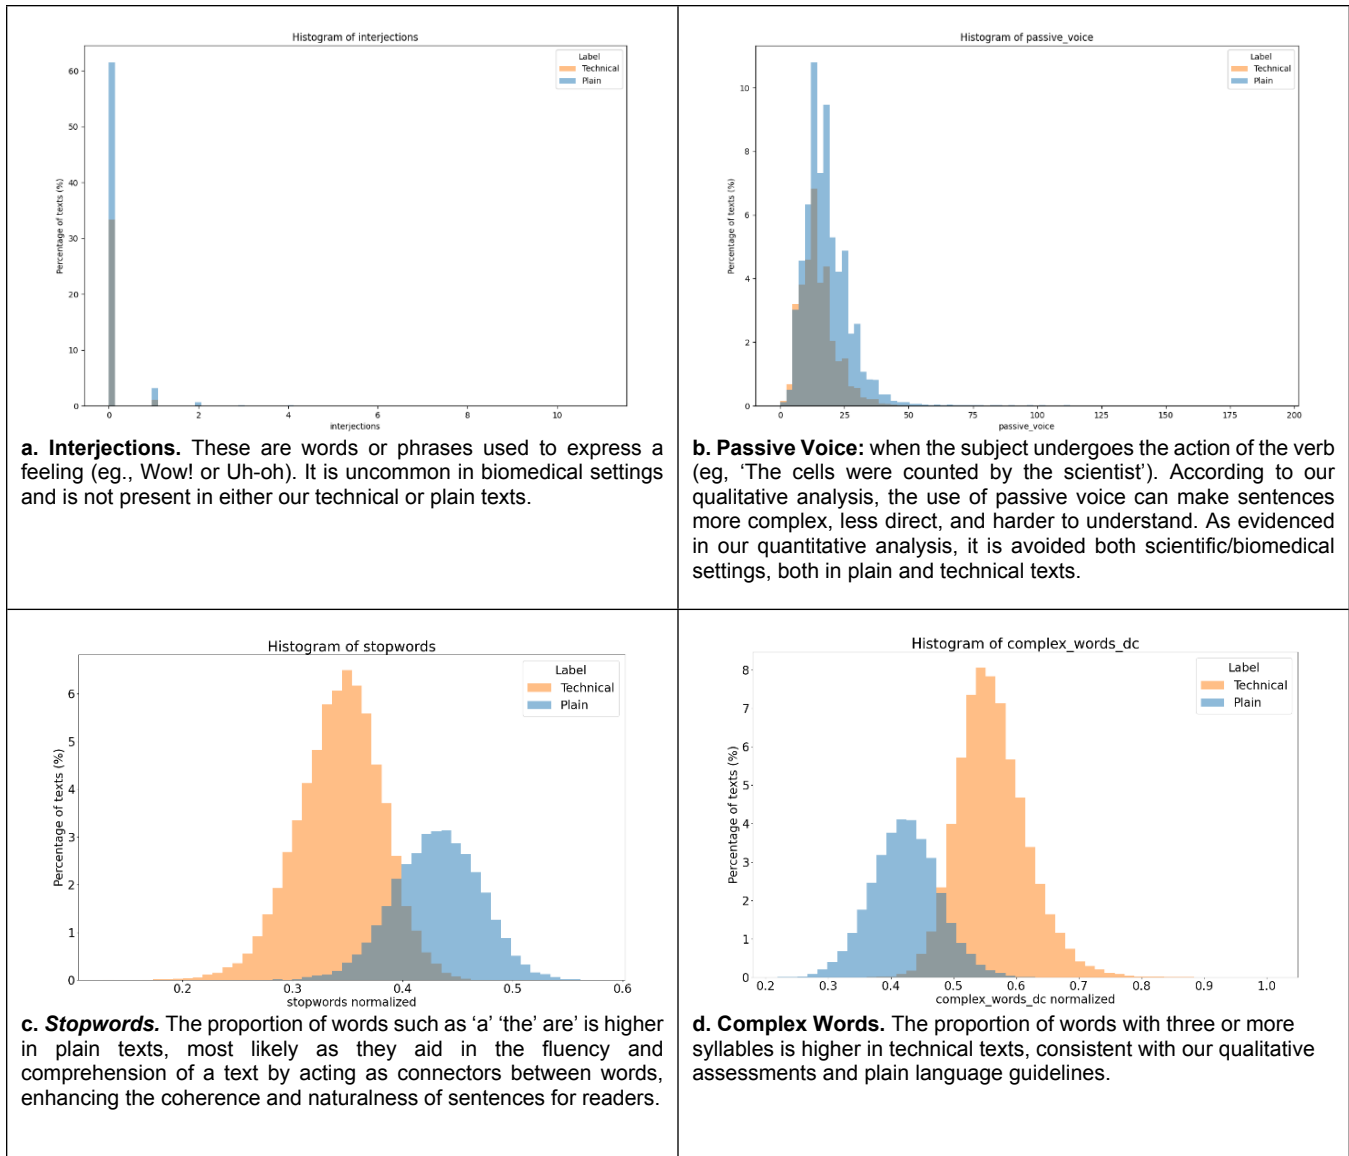 Histogram of interjections
Label
Technical
Plain
Percentage of texts (%)
60
50
40
30
20
10
0
0 2 4 6 8 10
interjections
a. Interjections. These are words or phrases used to express a
feeling (eg., Wow! or Uh-oh). It is uncommon in biomedical settings
and is not present in either our technical or plain texts.
Histogram of passive_voice
Label
Technical
Plain
Percentage of texts (%)
10
8
6
4
2
0
0 25 50 75 100 125 150 175 200
passive_voice
b. Passive Voice: when the subject undergoes the action of the verb
(eg, ‘The cells were counted by the scientist’). According to our
qualitative analysis, the use of passive voice can make sentences
more complex, less direct, and harder to understand. As evidenced
in our quantitative analysis, it is avoided both scientific/biomedical
settings, both in plain and technical texts.
Histogram of stopwords
Label
Technical
Plain
Percentage of texts (%)
6
5
4
3
2
1
0
0.2 0.3 0.4 0.5 0.6
stopwords normalized
c. Stopwords. The proportion of words such as ‘a’ ‘the’ are’ is higher
in plain texts, most likely as they aid in the fluency and
comprehension of a text by acting as connectors between words,
enhancing the coherence and naturalness of sentences for readers.
Histogram of complex_words_dc
Label
Technical
Plain
Percentage of texts (%)
8
7
6
5
4
3
2
1
0
0.2 0.3 0.4 0.5 0.6 0.7 0.8 0.9 1.0
complex_words_dc normalized
d. Complex Words. The proportion of words with three or more
syllables is higher in technical texts, consistent with our qualitative
assessments and plain language guidelines.